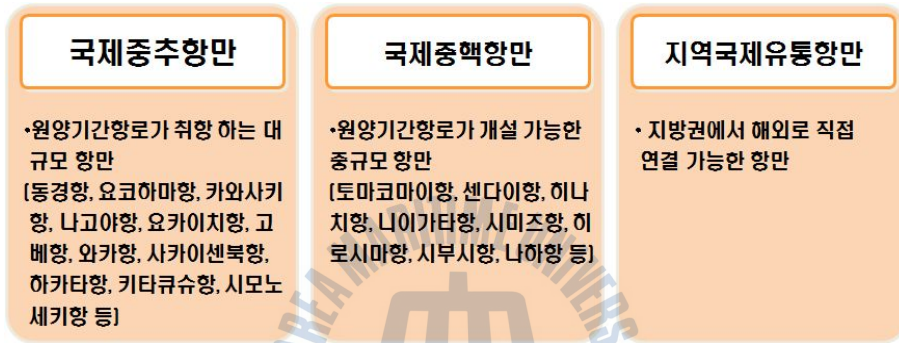 국제중추항만
•원양기간항로가 취항 하는 대
규모 항만
(동경항, 요코하마항, 카와사키
항, 나고야항, 요카이치항, 고
베항, 와카항, 사카이센북항,
하카타항, 키타큐슈항, 시모노
세키항 등)
국제중핵항만
•원양기간항로가 개설 가능한
중규모 항만
(토마코마이항, 센다이항, 히나
치항, 니이가타항, 시미즈항, 히
로시마항, 시부시항, 나하항 등)
지역국제유통항만
• 지방권에서 해외로 직접
연결 가능한 항만
REA MARITIME UNIVERS